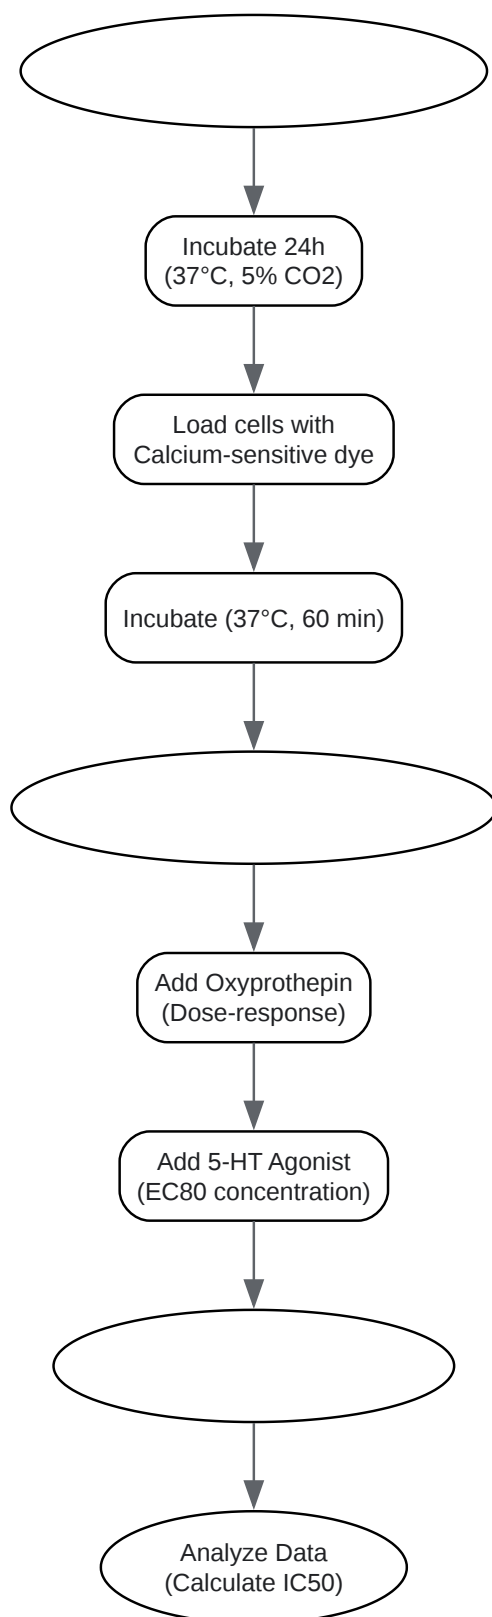 Incubate 24h
(37°C, 5% CO2)
Load cells with
Calcium-sensitive dye
Incubate (37°C, 60 min)
Add Oxyprothepin
(Dose-response)
Add 5-HT Agonist
(EC80 concentration)
Analyze Data
(Calculate IC50)